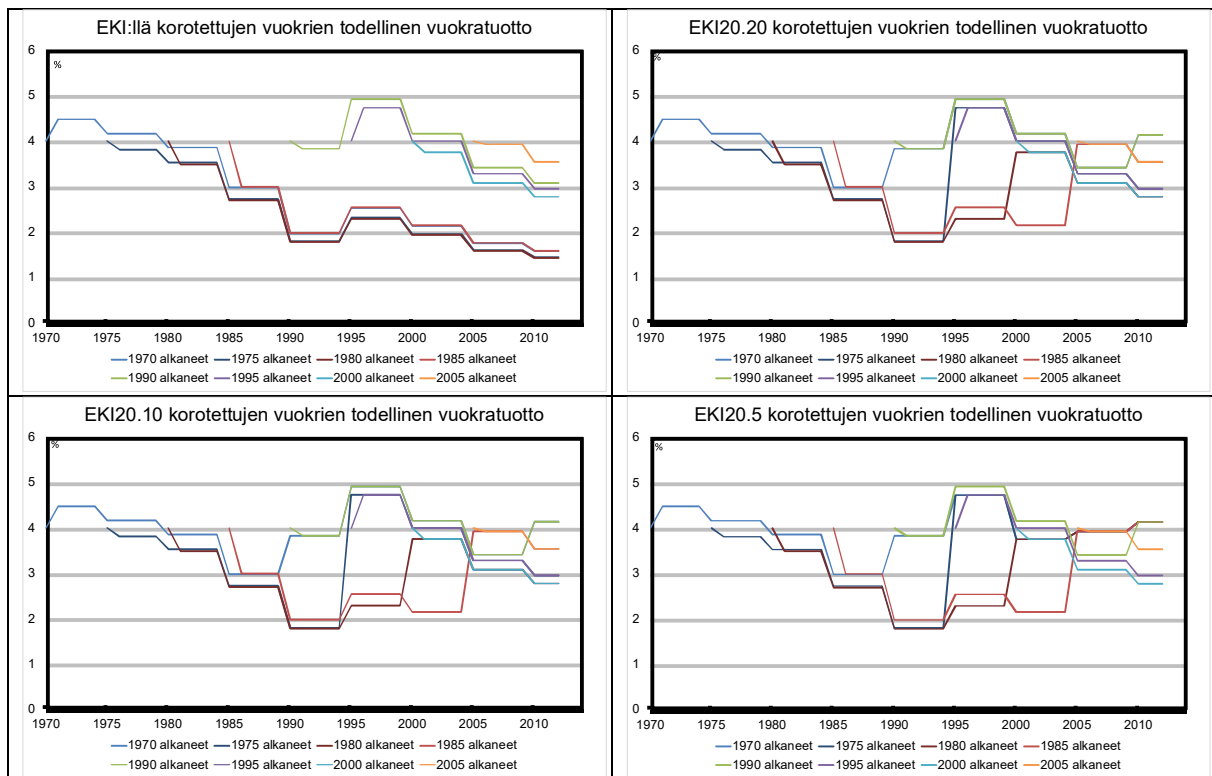 EKI:llä korotettujen vuokrien todellinen vuokratuotto
6
%
5
4
3
2
1
0
1970 1975 1980 1985 1990 1995 2000 2005 2010
1970 alkaneet 1975 alkaneet 1980 alkaneet 1985 alkaneet
1990 alkaneet 1995 alkaneet 2000 alkaneet 2005 alkaneet
EKI20.20 korotettujen vuokrien todellinen vuokratuotto
6
%
5
4
3
2
1
0
1970 1975 1980 1985 1990 1995 2000 2005 2010
1970 alkaneet 1975 alkaneet 1980 alkaneet 1985 alkaneet
1990 alkaneet 1995 alkaneet 2000 alkaneet 2005 alkaneet
EKI20.10 korotettujen vuokrien todellinen vuokratuotto
6
%
5
4
3
2
1
0
1970 1975 1980 1985 1990 1995 2000 2005 2010
1970 alkaneet 1975 alkaneet 1980 alkaneet 1985 alkaneet
1990 alkaneet 1995 alkaneet 2000 alkaneet 2005 alkaneet
EKI20.5 korotettujen vuokrien todellinen vuokratuotto
6
%
5
4
3
2
1
0
1970 1975 1980 1985 1990 1995 2000 2005 2010
1970 alkaneet 1975 alkaneet 1980 alkaneet 1985 alkaneet
1990 alkaneet 1995 alkaneet 2000 alkaneet 2005 alkaneet